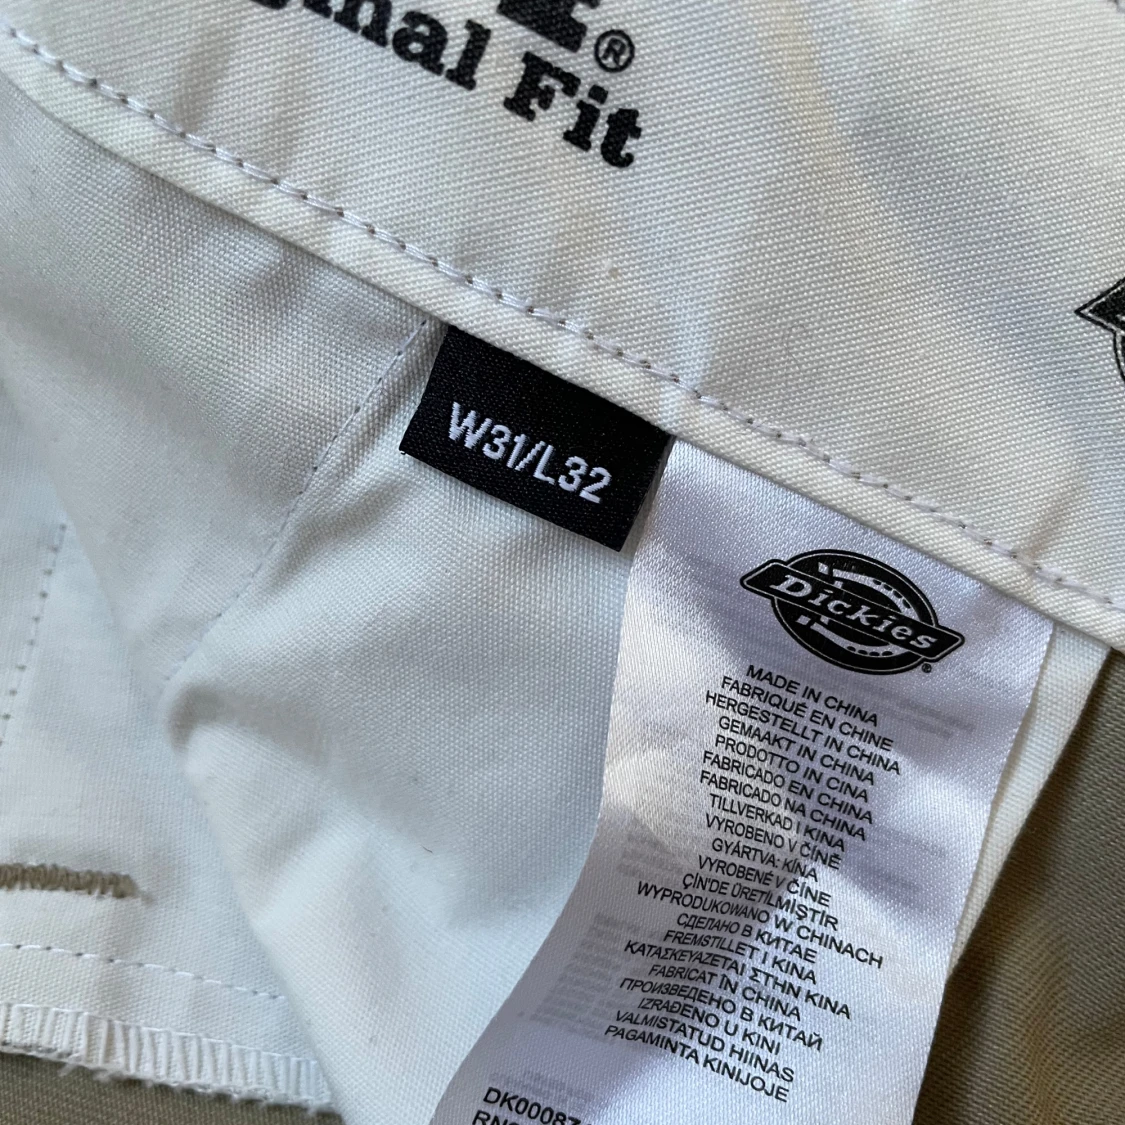 ® 
Fit
W31/L32
Dickies®
MADE IN CHINA
FABRIQUÉ EN CHINE
HERGESTELLT IN CHINA
GEMAAKT IN CHINA
PRODOTTO IN CINA
FABRICADO EN CHINA
FABRICADO NA CHINA
TILLVERKAD I KINA
VYROBENO V ČÍNĚ
GYÁRTVA: KÍNA
VYROBENÉ V ČÍNE
ÇİN'DE ÜRETİLMİŞTİR
WYPRODUKOWANO W CHINACH
СДЕЛАНО В КИТАЕ
FREMSTILLET I KINA
ΚΑΤΑΣΚΕΥΑΖΕΤΑΙ ΣΤΗΝ ΚΙΝΑ
FABRICAT ÎN CHINA
ПРОИЗВЕДЕНО В КИТАЙ
IZRAĐENO U KINI
VALMISTATUD HIINAS
PAGAMINTA KINIJOJE